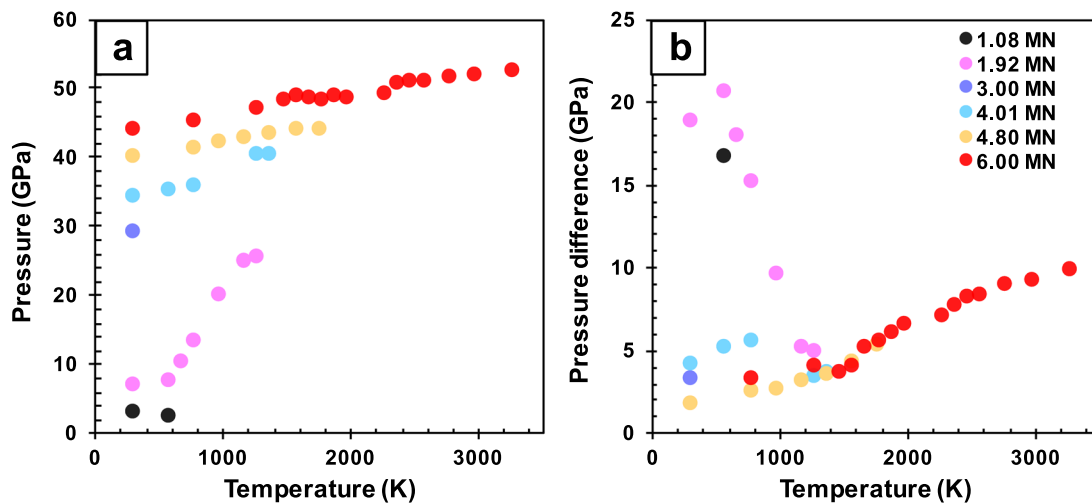 a
60
50
40
30
20
10
0
Pressure (GPa)
0
1000
2000
3000
Temperature (K)
b
25
20
15
10
5
0
Pressure difference (GPa)
1.08 MN
1.92 MN
3.00 MN
4.01 MN
4.80 MN
6.00 MN
0
1000
2000
3000
Temperature (K)